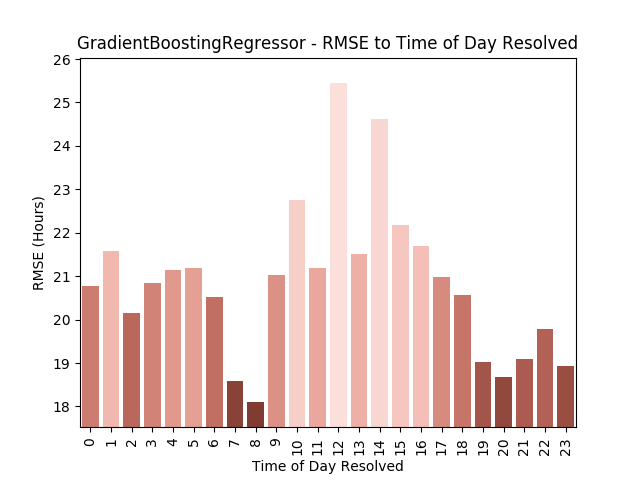 GradientBoostingRegressor - RMSE to Time of Day Resolved
26
25
24
23
22
21
20
19
18
RMSE (Hours)
0 1 2 3 4 5 6 7 8 9 10 11 12 13 14 15 16 17 18 19 20 21 22 23
Time of Day Resolved